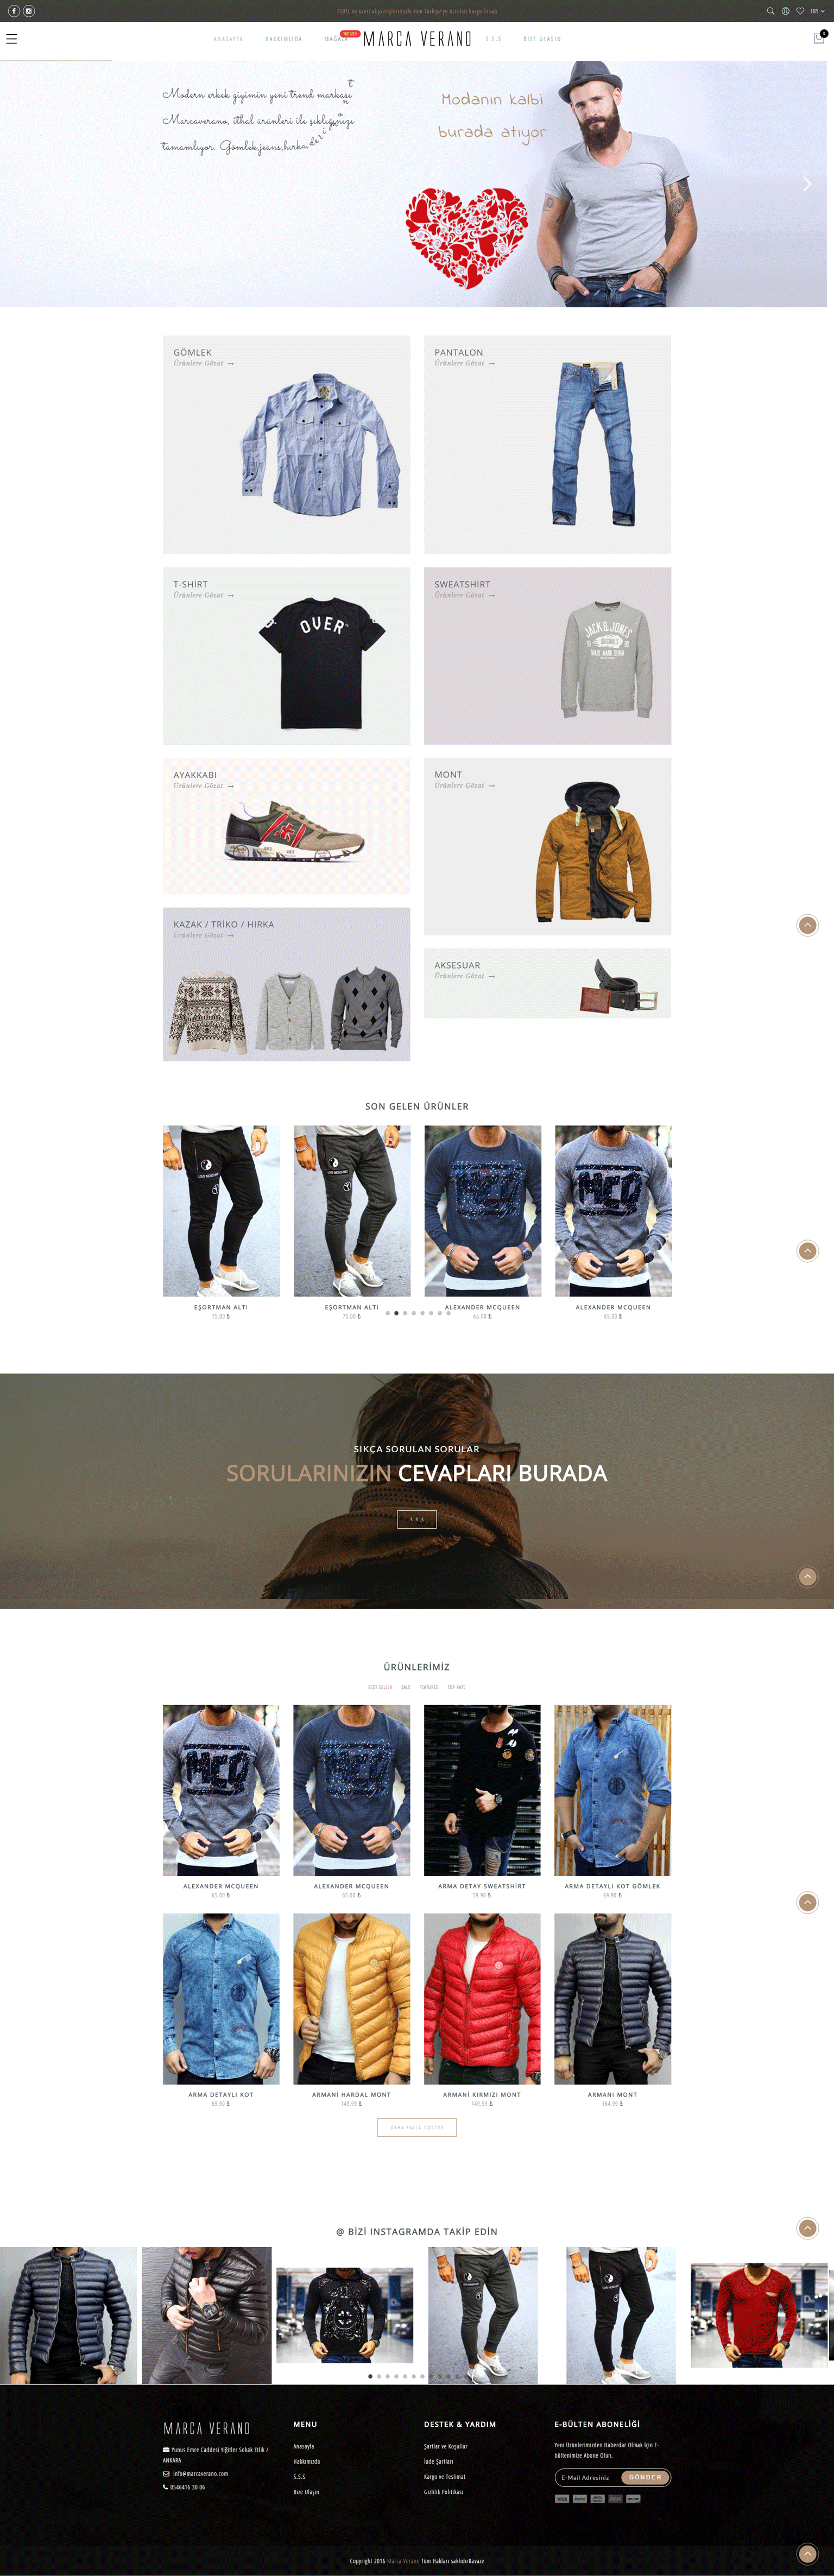 150TL ve üzeri alışverişlerinizde tüm Türkiye'ye ücretsiz kargo fırsatı
TRY
ANASAYFA
HAKKIMIZDA
MAĞAZA
MARCA VERANO
S.S.S
BİZE ULAŞIN
0
Modern erkek giyimin yeni trend markası
Marcaverano, ithal ürünleri ile şıklığınızı
tamamlıyor. Gömlek,jeans,hırka,
Modanın kalbi
burada atıyor
GÖMLEK
Ürünlere Gözat →
PANTALON
Ürünlere Gözat →
T-SHİRT
Ürünlere Gözat →
OVER
SWEATSHİRT
Ürünlere Gözat →
JACK & JONES
AYAKKABI
Ürünlere Gözat →
MONT
Ürünlere Gözat →
KAZAK / TRİKO / HIRKA
Ürünlere Gözat →
AKSESUAR
Ürünlere Gözat →
SON GELEN ÜRÜNLER
EŞORTMAN ALTI
75.00 ₺
EŞORTMAN ALTI
75.00 ₺
ALEXANDER MCQUEEN
65.00 ₺
ALEXANDER MCQUEEN
65.00 ₺
SIKÇA SORULAN SORULAR
SORULARINIZIN CEVAPLARI BURADA
S.S.S
ÜRÜNLERİMİZ
BEST SELLER
SALE
FEATURED
TOP RATE
ALEXANDER MCQUEEN
65.00 ₺
ALEXANDER MCQUEEN
65.00 ₺
ARMA DETAY SWEATSHİRT
59.90 ₺
ARMA DETAYLI KOT GÖMLEK
69.90 ₺
ARMA DETAYLI KOT
69.90 ₺
ARMANİ HARDAL MONT
149.99 ₺
ARMANİ KIRMIZI MONT
149.99 ₺
ARMANI MONT
164.99 ₺
DAHA FAZLA GÖSTER
@ BİZİ INSTAGRAMDA TAKİP EDİN
MARCA VERANO
Yunus Emre Caddesi Yiğitler Sokak Etlik /
ANKARA
info@marcaverano.com
0546416 30 06
MENU
Anasayfa
Hakkımızda
S.S.S
Bize Ulaşın
DESTEK & YARDIM
Şartlar ve Koşullar
İade Şartları
Kargo ve Teslimat
Gizlilik Politikası
E-BÜLTEN ABONELİĞİ
Yeni Ürünlerimizden Haberdar Olmak İçin E-
bültenimize Abone Olun.
E-Mail Adresiniz
GÖNDER
Copyright 2016 Marca Verano Tüm Hakları saklıdırRavaze